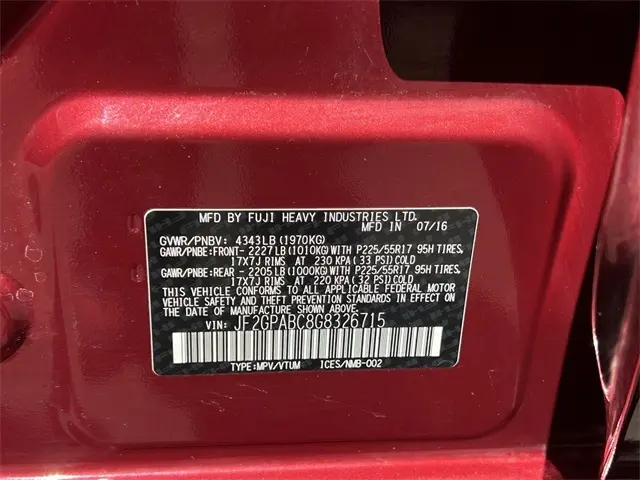 MFD BY FUJI HEAVY INDUSTRIES LTD.
MFD IN 07/16
GVWR/PNBV: 4343LB (1970KG)
GAWR/PNBE:FRONT-2227LB(1010KG)WITH P225/55R17 95H TIRES,
17X7J RIMS AT 230 KPA (33 PSI)COLD
GAWR/PNBE:REAR -2205LB(1000KG)WITH P225/55R17 95H TIRES,
17X7J RIMS AT 220 KPA (32 PSI)COLD
THIS VEHICLE CONFORMS TO ALL APPLICABLE FEDERAL MOTOR
VEHICLE SAFETY AND THEFT PREVENTION STANDARDS IN EFFECT ON THE
DATE OF MANUFACTURE SHOWN ABOVE.
VIN: JF2GPABC8G8326715
TYPE:MPV/VTUM ICES/NMB-002